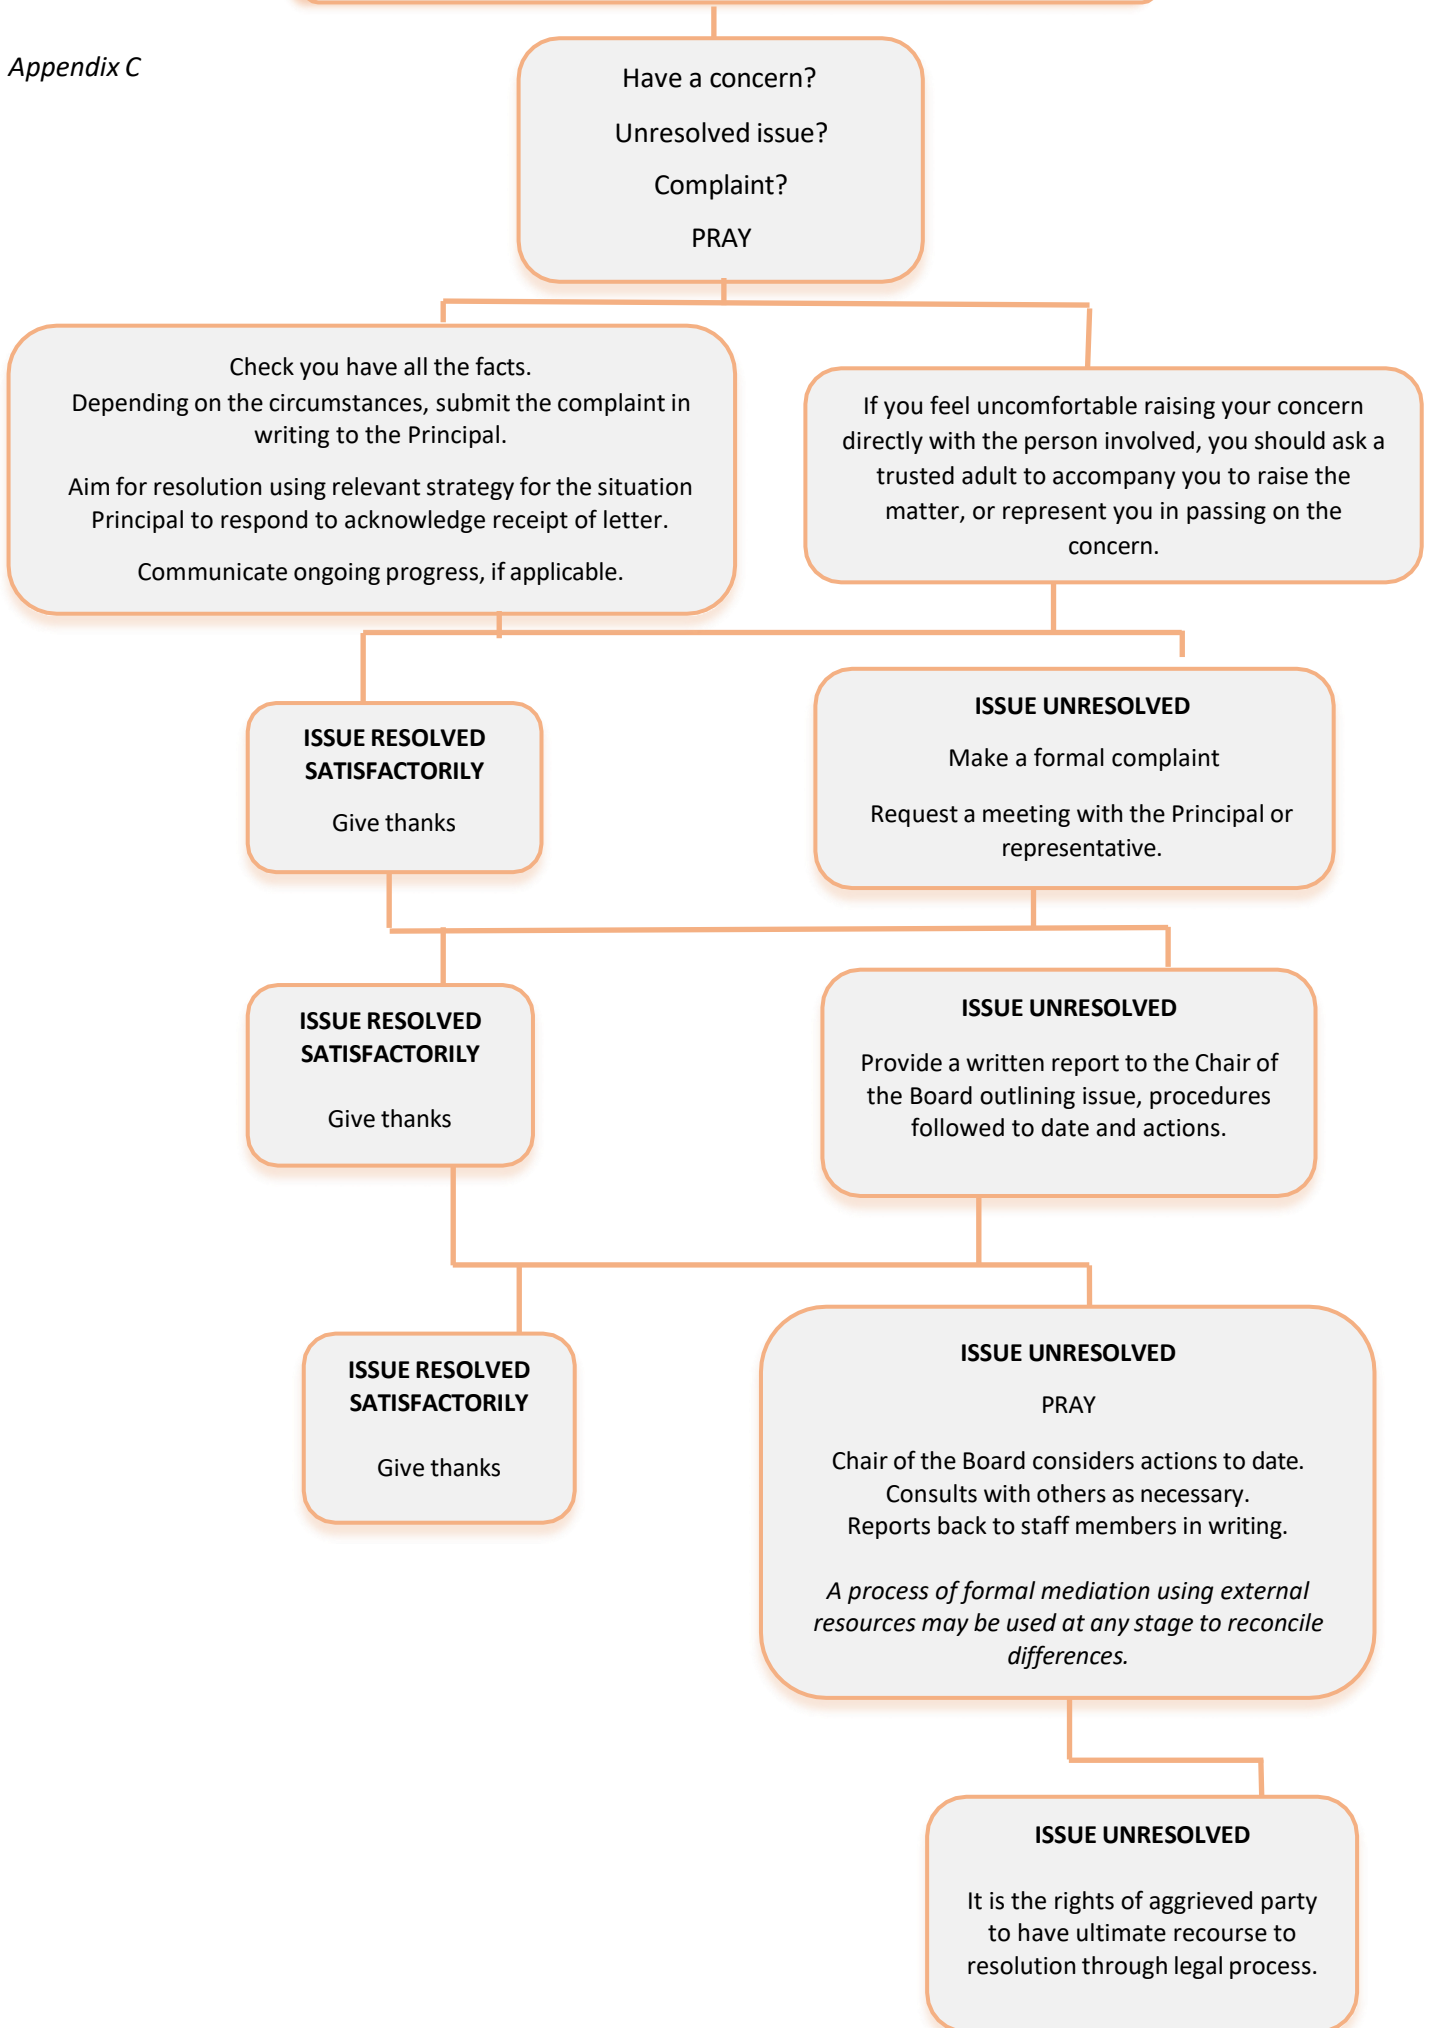 Appendix C
Have a concern?
Unresolved issue?
Complaint?
PRAY
Check you have all the facts.
Depending on the circumstances, submit the complaint in
writing to the Principal.
Aim for resolution using relevant strategy for the situation
Principal to respond to acknowledge receipt of letter.
Communicate ongoing progress, if applicable.
If you feel uncomfortable raising your concern
directly with the person involved, you should ask a
trusted adult to accompany you to raise the
matter, or represent you in passing on the
concern.
ISSUE RESOLVED
SATISFACTORILY
Give thanks
ISSUE UNRESOLVED
Make a formal complaint
Request a meeting with the Principal or
representative.
ISSUE RESOLVED
SATISFACTORILY
Give thanks
ISSUE UNRESOLVED
Provide a written report to the Chair of
the Board outlining issue, procedures
followed to date and actions.
ISSUE RESOLVED
SATISFACTORILY
Give thanks
ISSUE UNRESOLVED
PRAY
Chair of the Board considers actions to date.
Consults with others as necessary.
Reports back to staff members in writing.
A process of formal mediation using external
resources may be used at any stage to reconcile
differences.
ISSUE UNRESOLVED
It is the rights of aggrieved party
to have ultimate recourse to
resolution through legal process.